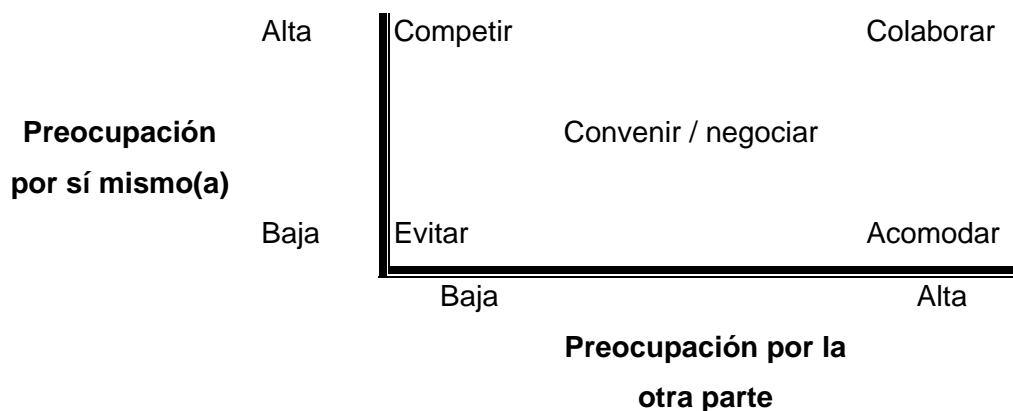 Alta Competir Colaborar
Preocupación Convenir / negociar
por sí mismo(a)
Baja Evitar Acomodar
Baja Alta
Preocupación por la
otra parte